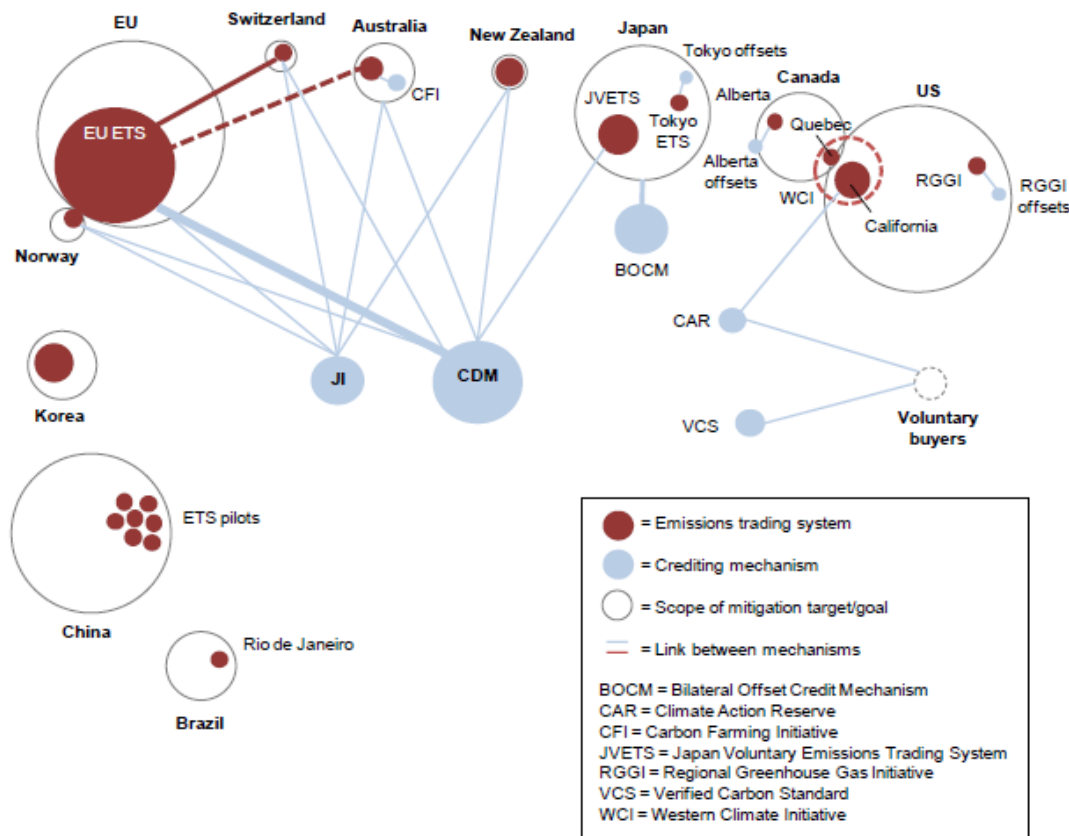 EU
Switzerland
Australia
New Zealand
Japan
Tokyo offsets
Canada
US
EU ETS
CFI
JVETS
Tokyo
ETS
Alberta
Quebec
Alberta
offsets
WCI
California
RGGI
RGGI
offsets
Norway
BOCM
CAR
JI
CDM
Korea
VCS
Voluntary
buyers
ETS pilots
China
Rio de Janeiro
Brazil
= Emissions trading system
= Crediting mechanism
= Scope of mitigation target/goal
= Link between mechanisms
BOCM = Bilateral Offset Credit Mechanism
CAR = Climate Action Reserve
CFI = Carbon Farming Initiative
JVETS = Japan Voluntary Emissions Trading System
RGGI = Regional Greenhouse Gas Initiative
VCS = Verified Carbon Standard
WCI = Western Climate Initiative